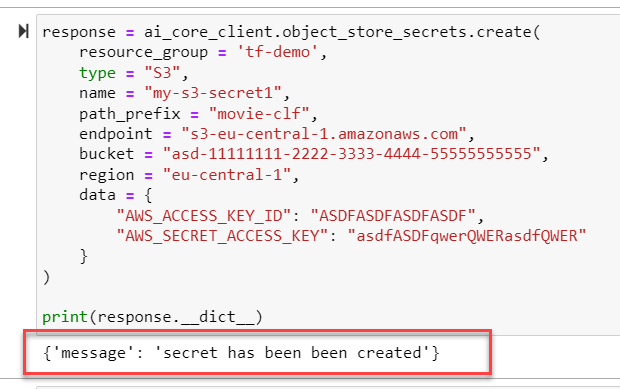 response = ai_core_client.object_store_secrets.create(
    resource_group = 'tf-demo',
    type = "S3",
    name = "my-s3-secret1",
    path_prefix = "movie-clf",
    endpoint = "s3-eu-central-1.amazonaws.com",
    bucket = "asd-11111111-2222-3333-4444-55555555555",
    region = "eu-central-1",
    data = {
        "AWS_ACCESS_KEY_ID": "ASDFASDFASDFASDF",
        "AWS_SECRET_ACCESS_KEY": "asdfASDFqwerQWERasdfQWER"
    }
)
print(response.__dict__)
{'message': 'secret has been been created'}